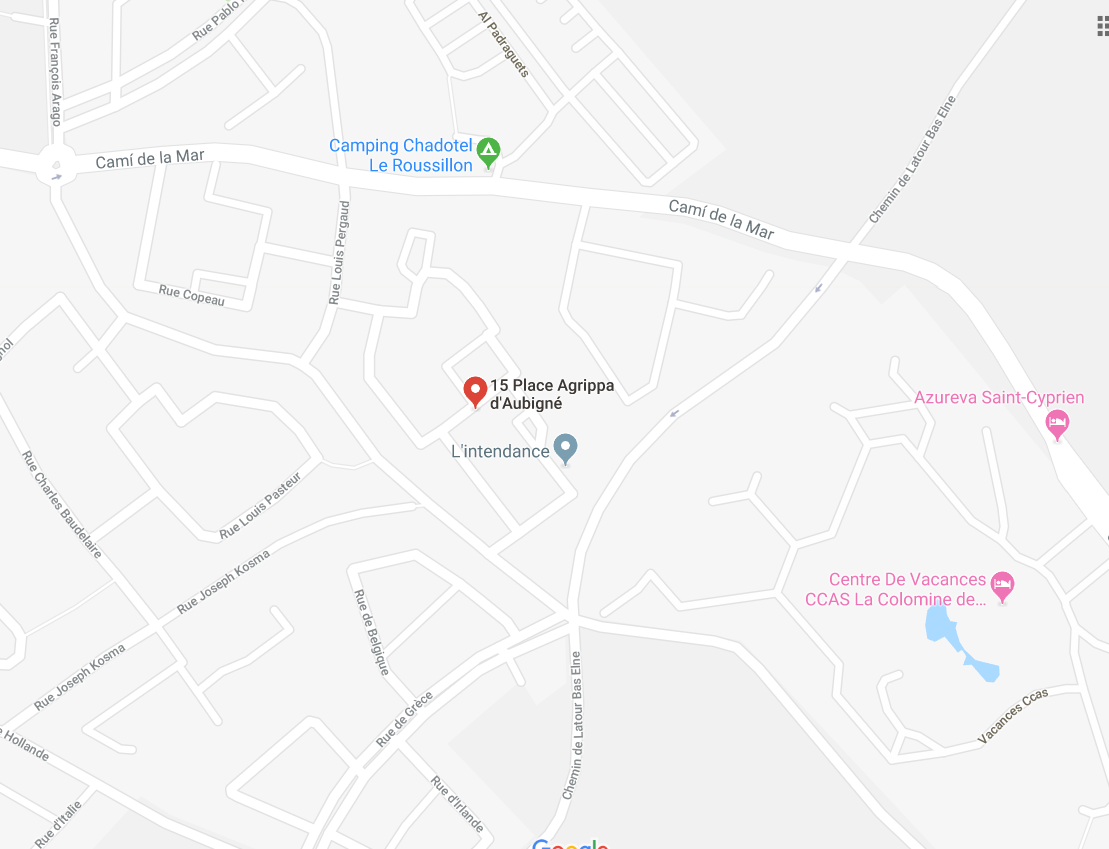 Rue Pablo
Al Padraguets
Rue François Arago
Chemin de Latour Bas Elne
Camping Chadotel
Le Roussillon
Camí de la Mar
Camí de la Mar
Rue Louis Pergaud
Rue Copeau
15 Place Agrippa
d'Aubigné
Azureva Saint-Cyprien
L'intendance
Rue Charles Baudelaire
Rue Louis Pasteur
Rue Joseph Kosma
Centre De Vacances
CCAS La Colomine de...
Rue de Belgique
Rue Joseph Kosma
Chemin de Latour Bas Elne
Rue de Grèce
Vacances Ccas
Hollande
Rue d'Irlande
Rue d'Italie
Google